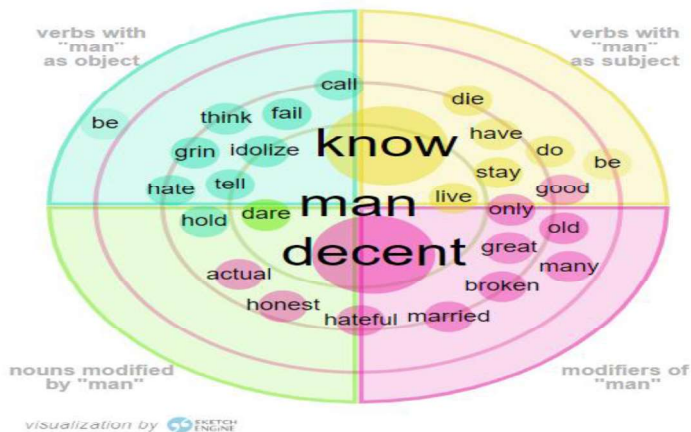 verbs with
"man"
as object
verbs with
"man"
as subject
call
die
be
think
fail
have
know
do
grin
idolize
be
stay
hate
tell
live
good
man
only
hold
dare
old
decent
great
actual
many
broken
honest
hateful
married
nouns modified
by "man"
modifiers of
"man"
visualization by SKETCH
ENGINE